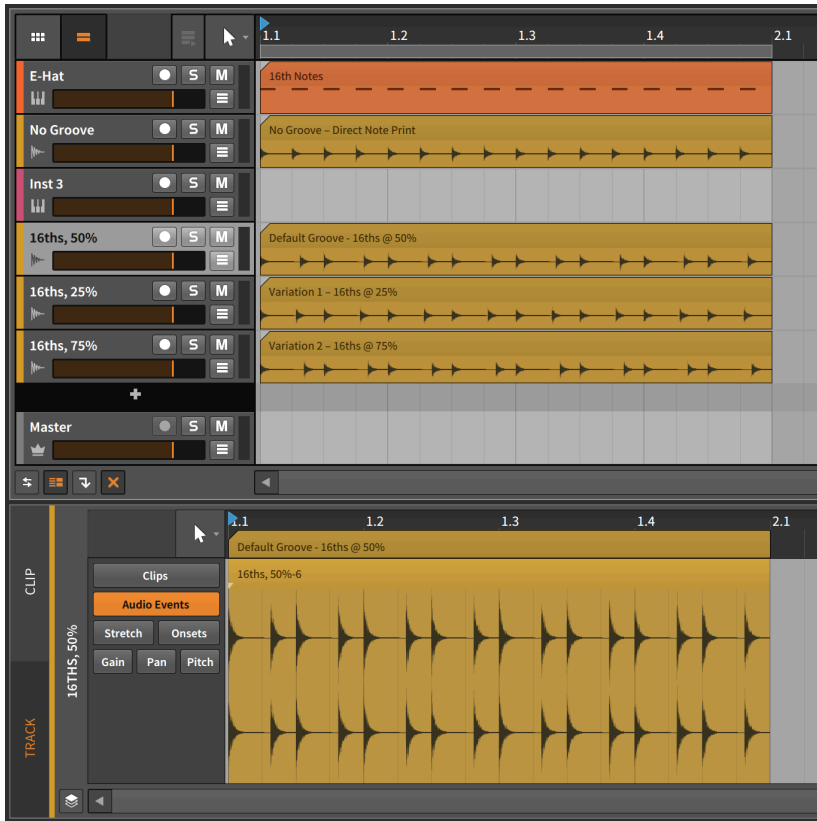 1.1 1.2 1.3 1.4 2.1
E-Hat S M
16th Notes
No Groove S M
No Groove – Direct Note Print
Inst 3 S M
16ths, 50% S M
Default Groove - 16ths @ 50%
16ths, 25% S M
Variation 1 – 16ths @ 25%
16ths, 75% S M
Variation 2 – 16ths @ 75%
Master S M
1.1 1.2 1.3 1.4 2.1
Default Groove - 16ths @ 50%
16ths, 50%-6
CLIP
TRACK
16THS, 50%
Clips
Audio Events
Stretch Onsets
Gain Pan Pitch